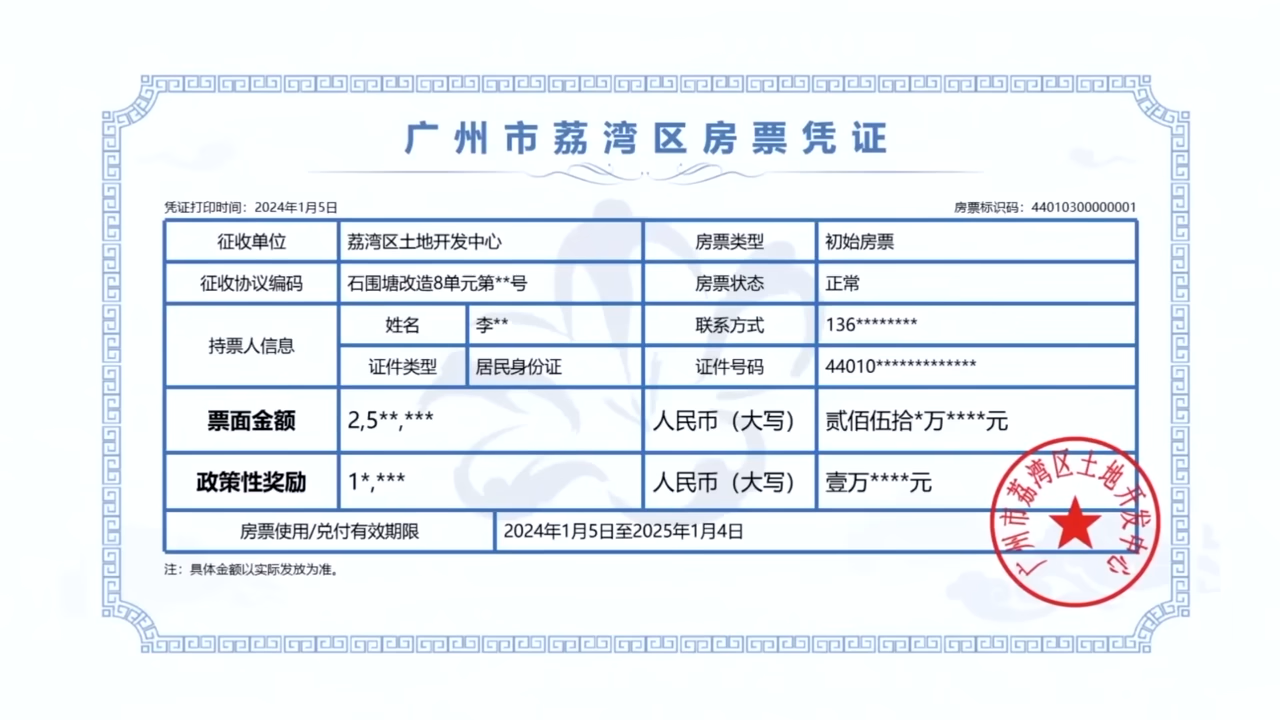 广州市荔湾区房票凭证
凭证打印时间：2024年1月5日 房票标识码：44010300000001
征收单位 荔湾区土地开发中心 房票类型 初始房票
征收协议编码 石围塘改造8单元第**号 房票状态 正常
持票人信息 姓名 李** 联系方式 136********
证件类型 居民身份证 证件号码 44010*************
票面金额 2,5**,*** 人民币（大写） 贰佰伍拾*万****元
政策性奖励 1*,*** 人民币（大写） 壹万****元
房票使用/兑付有效期限 2024年1月5日至2025年1月4日
注：具体金额以实际发放为准。
广州市荔湾区土地开发中心